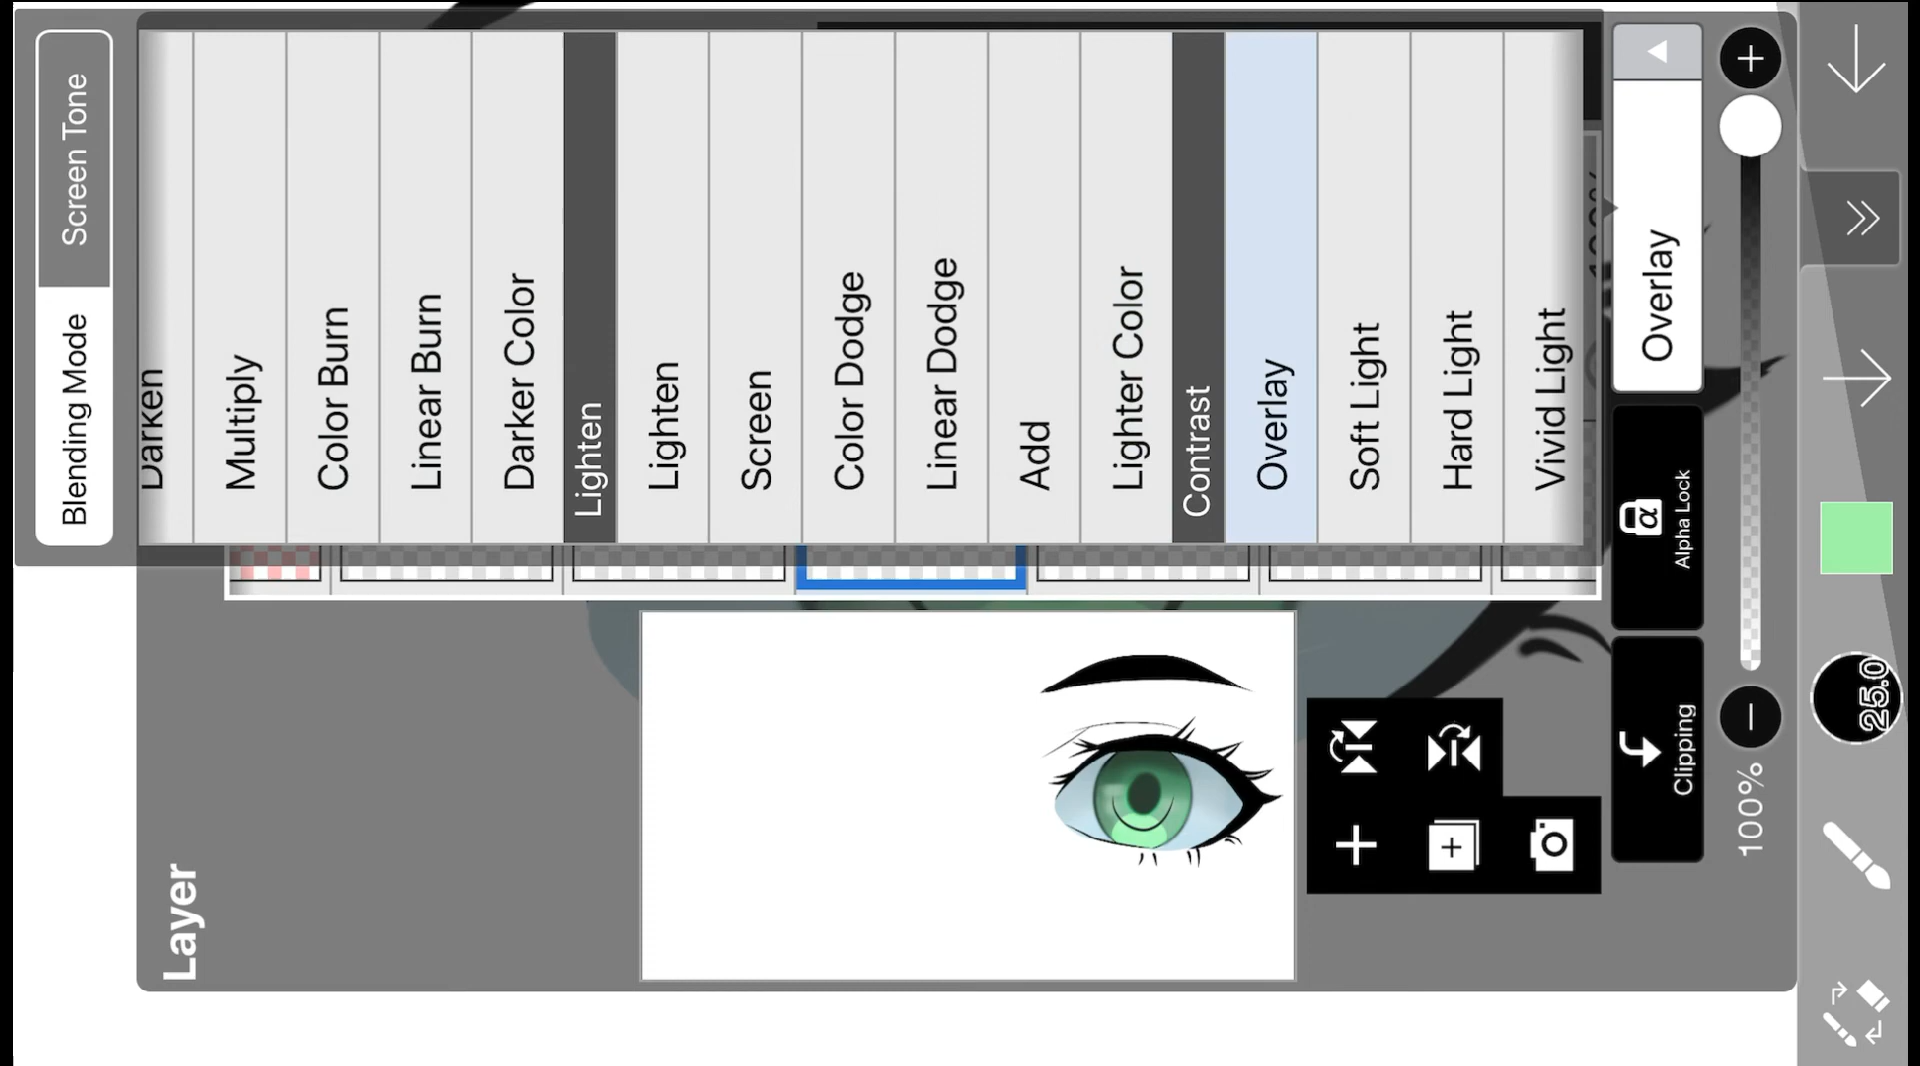 Blending Mode
Screen Tone
Darken
Multiply
Color Burn
Linear Burn
Darker Color
Lighten
Lighten
Screen
Color Dodge
Linear Dodge
Add
Lighter Color
Contrast
Overlay
Soft Light
Hard Light
Vivid Light
Overlay
α
Alpha Lock
Clipping
100%
Layer
25.0